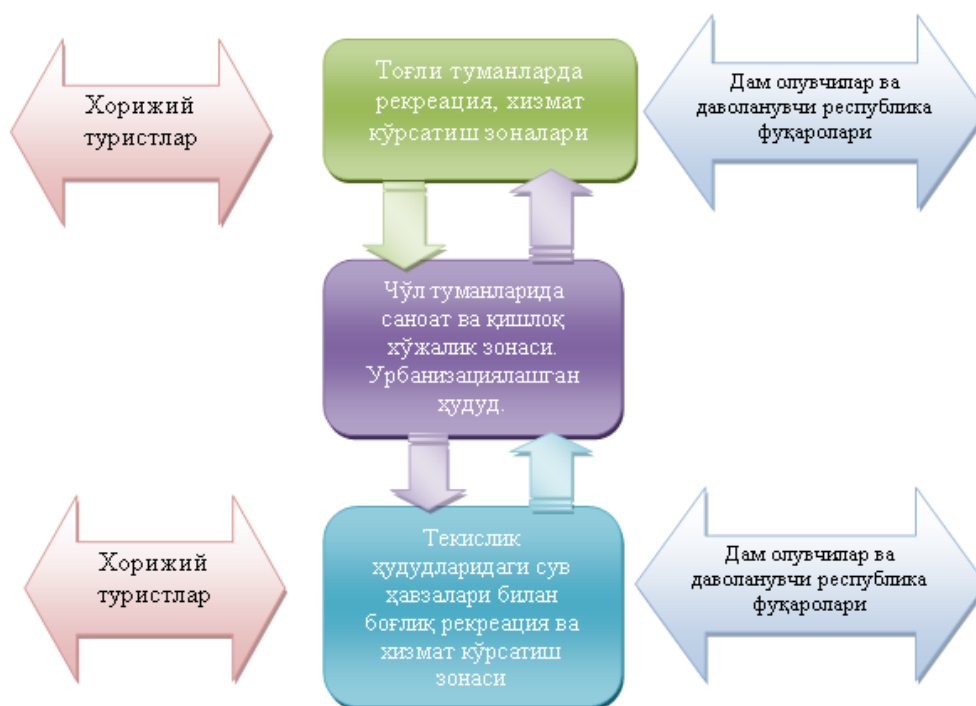 Хорижий
туристлар
Тоғли туманларда
рекреация, хизмат
кўрсатиш зоналари
Дам олувчилар ва
даволанувчи республика
фуқаролари
Чўл туманларида
саноат ва қишлоқ
хўжалик зонаси.
Урбанизациялашган
ҳудуд.
Хорижий
туристлар
Текислик
ҳудудларидаги сув
ҳавзалари билан
боғлиқ рекреация ва
хизмат кўрсатиш
зонаси
Дам олувчилар ва
даволанувчи республика
фуқаролари